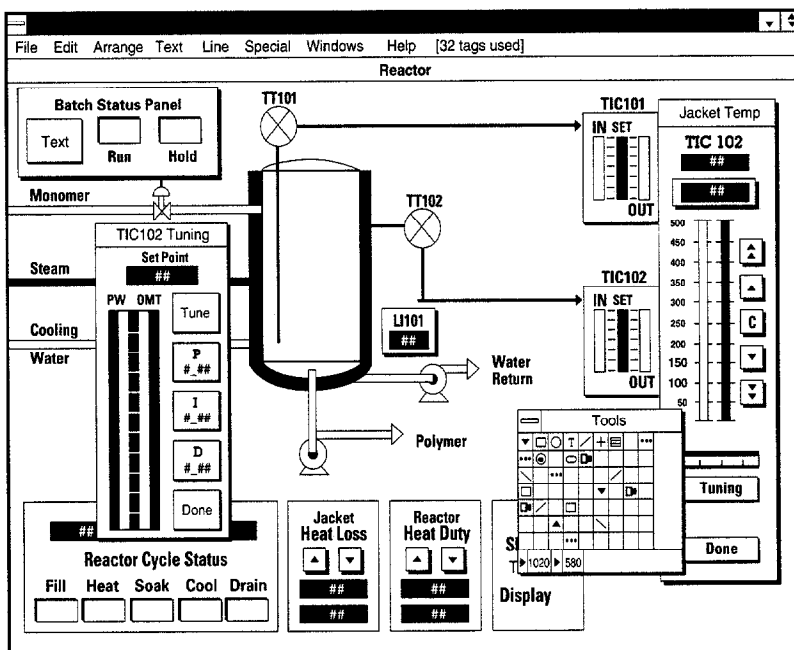 File Edit Arrange Text Line Special Windows Help [32 tags used]
Reactor
Batch Status Panel
Text
Run Hold
TT101
TIC101
IN SET
OUT
Jacket Temp
TIC 102
##
##
500
450
400
350
300
250
200
150
100
50
C
Tuning
Done
Monomer
TT102
TIC102 Tuning
Set Point
##
PW OMT
Tune
P
#_##
I
#_##
D
#_##
Done
Steam
Cooling
Water
TIC102
IN SET
OUT
LI101
##
Water
Return
Polymer
Tools
T
1020 580
##
Reactor Cycle Status
Fill Heat Soak Cool Drain
Jacket
Heat Loss
##
##
Reactor
Heat Duty
##
##
Display